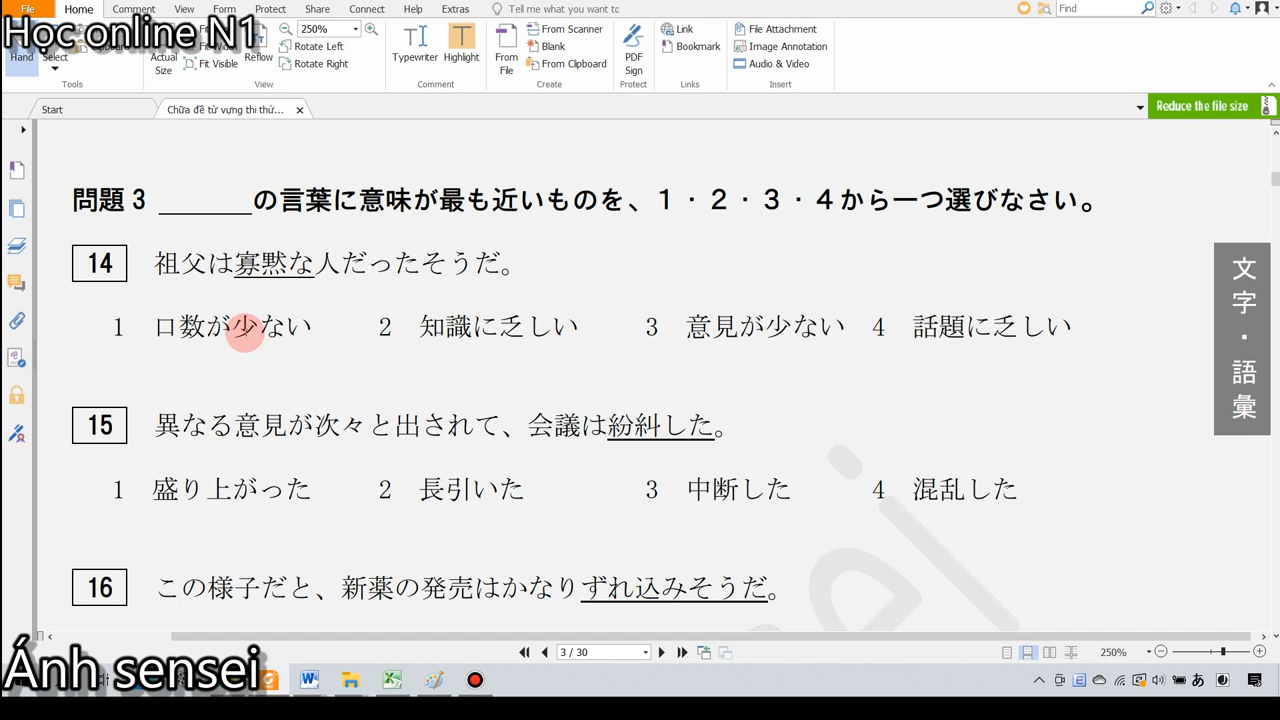 File Home Comment View Form Protect Share Connect Help Extras Tell me what you want to Find
Học online N1
Hand Select Actual Size Fit Visible Reflow 250% Rotate Left Rotate Right Typewriter Highlight From File From Scanner Blank From Clipboard PDF Sign Link Bookmark File Attachment Image Annotation Audio & Video
Tools View Comment Create Protect Links Insert
Start Chữa đề từ vựng thi thử... Reduce the file size
問題3 ______の言葉に意味が最も近いものを、1・2・3・4から一つ選びなさい。
14 祖父は寡黙な人だったそうだ。
1 口数が少ない 2 知識に乏しい 3 意見が少ない 4 話題に乏しい
15 異なる意見が次々と出されて、会議は紛糾した。
1 盛り上がった 2 長引いた 3 中断した 4 混乱した
16 この様子だと、新薬の発売はかなりずれ込みそうだ。
文字・語彙
sensei
3 / 30 250%
Ánh sensei